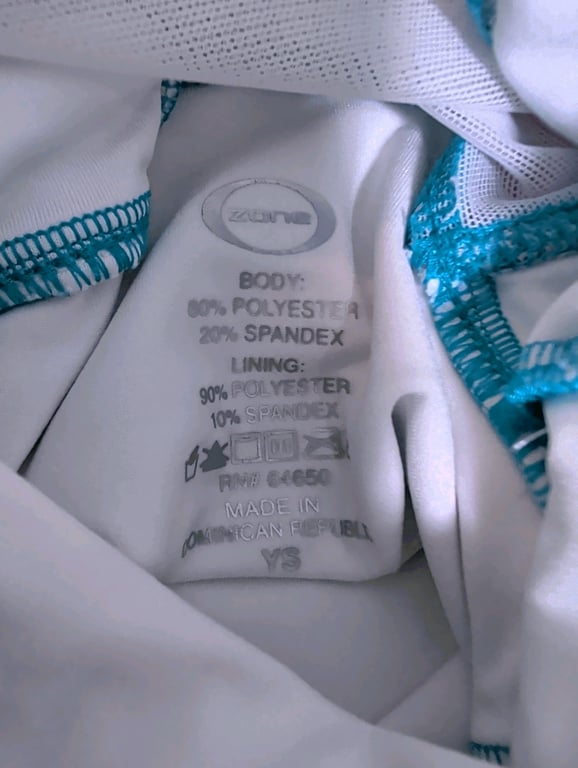 zone
BODY:
80% POLYESTER
20% SPANDEX
LINING:
90% POLYESTER
10% SPANDEX
RN# 64650
MADE IN
DOMINICAN REPUBLIC
YS